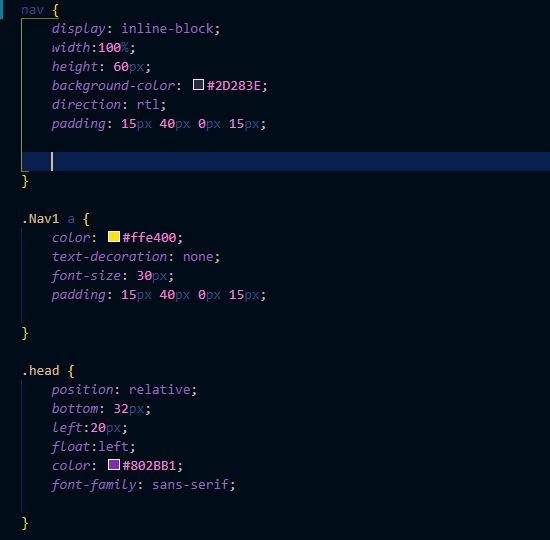 nav {
    display: inline-block;
    width:100%;
    height: 60px;
    background-color: #2D283E;
    direction: rtl;
    padding: 15px 40px 0px 15px;
}
.Nav1 a {
    color: #ffe400;
    text-decoration: none;
    font-size: 30px;
    padding: 15px 40px 0px 15px;
}
.head {
    position: relative;
    bottom: 32px;
    left:20px;
    float:left;
    color: #802BB1;
    font-family: sans-serif;
}